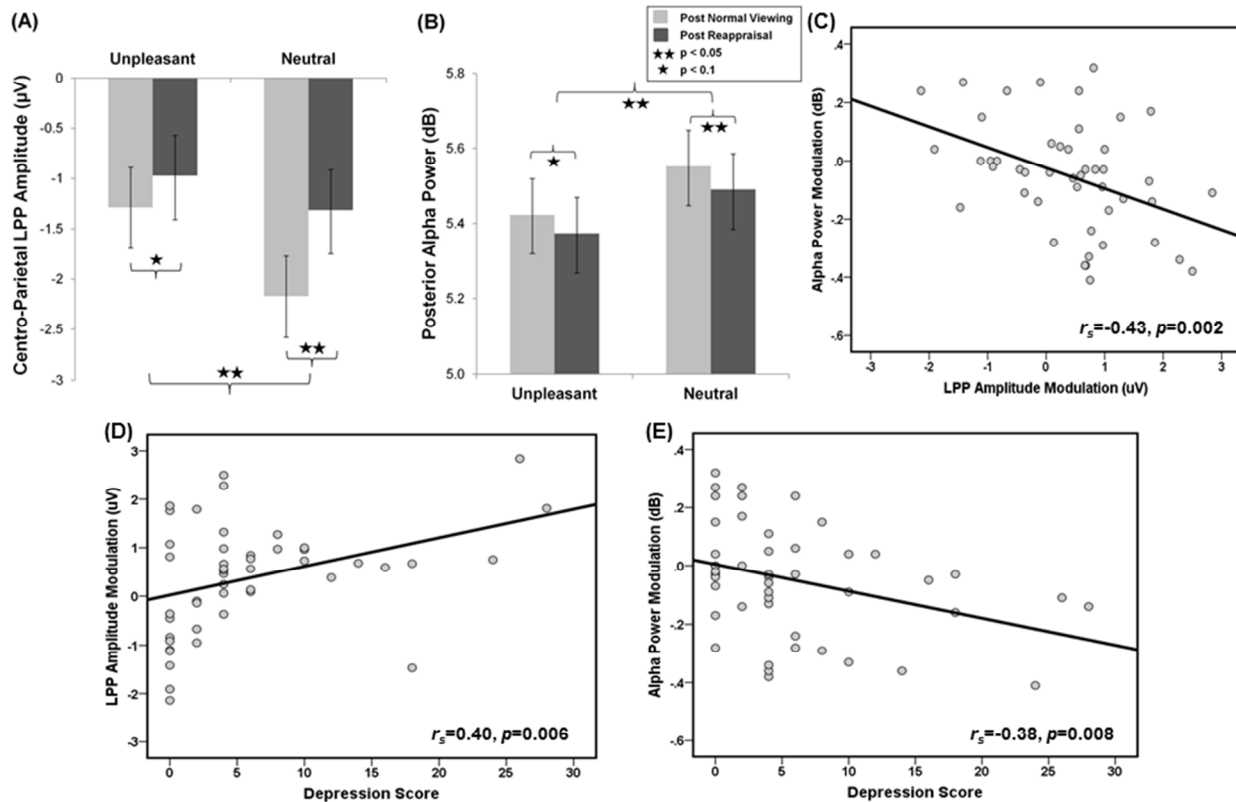 (A)
Unpleasant
Neutral
Centro-Parietal LPP Amplitude (μV)
0
-0.5
-1
-1.5
-2
-2.5
-3
★
★★
★★
(B)
Post Normal Viewing
Post Reappraisal
★★ p < 0.05
★ p < 0.1
Posterior Alpha Power (dB)
5.8
5.6
5.4
5.2
5.0
★★
★
★★
Unpleasant
Neutral
(C)
Alpha Power Modulation (dB)
.4
.2
.0
-.2
-.4
-.6
rs=-0.43, p=0.002
-3 -2 -1 0 1 2 3
LPP Amplitude Modulation (uV)
(D)
LPP Amplitude Modulation (uV)
3
2
1
0
-1
-2
-3
rs=0.40, p=0.006
0 5 10 15 20 25 30
Depression Score
(E)
Alpha Power Modulation (dB)
.4
.2
.0
-.2
-.4
-.6
rs=-0.38, p=0.008
0 5 10 15 20 25 30
Depression Score